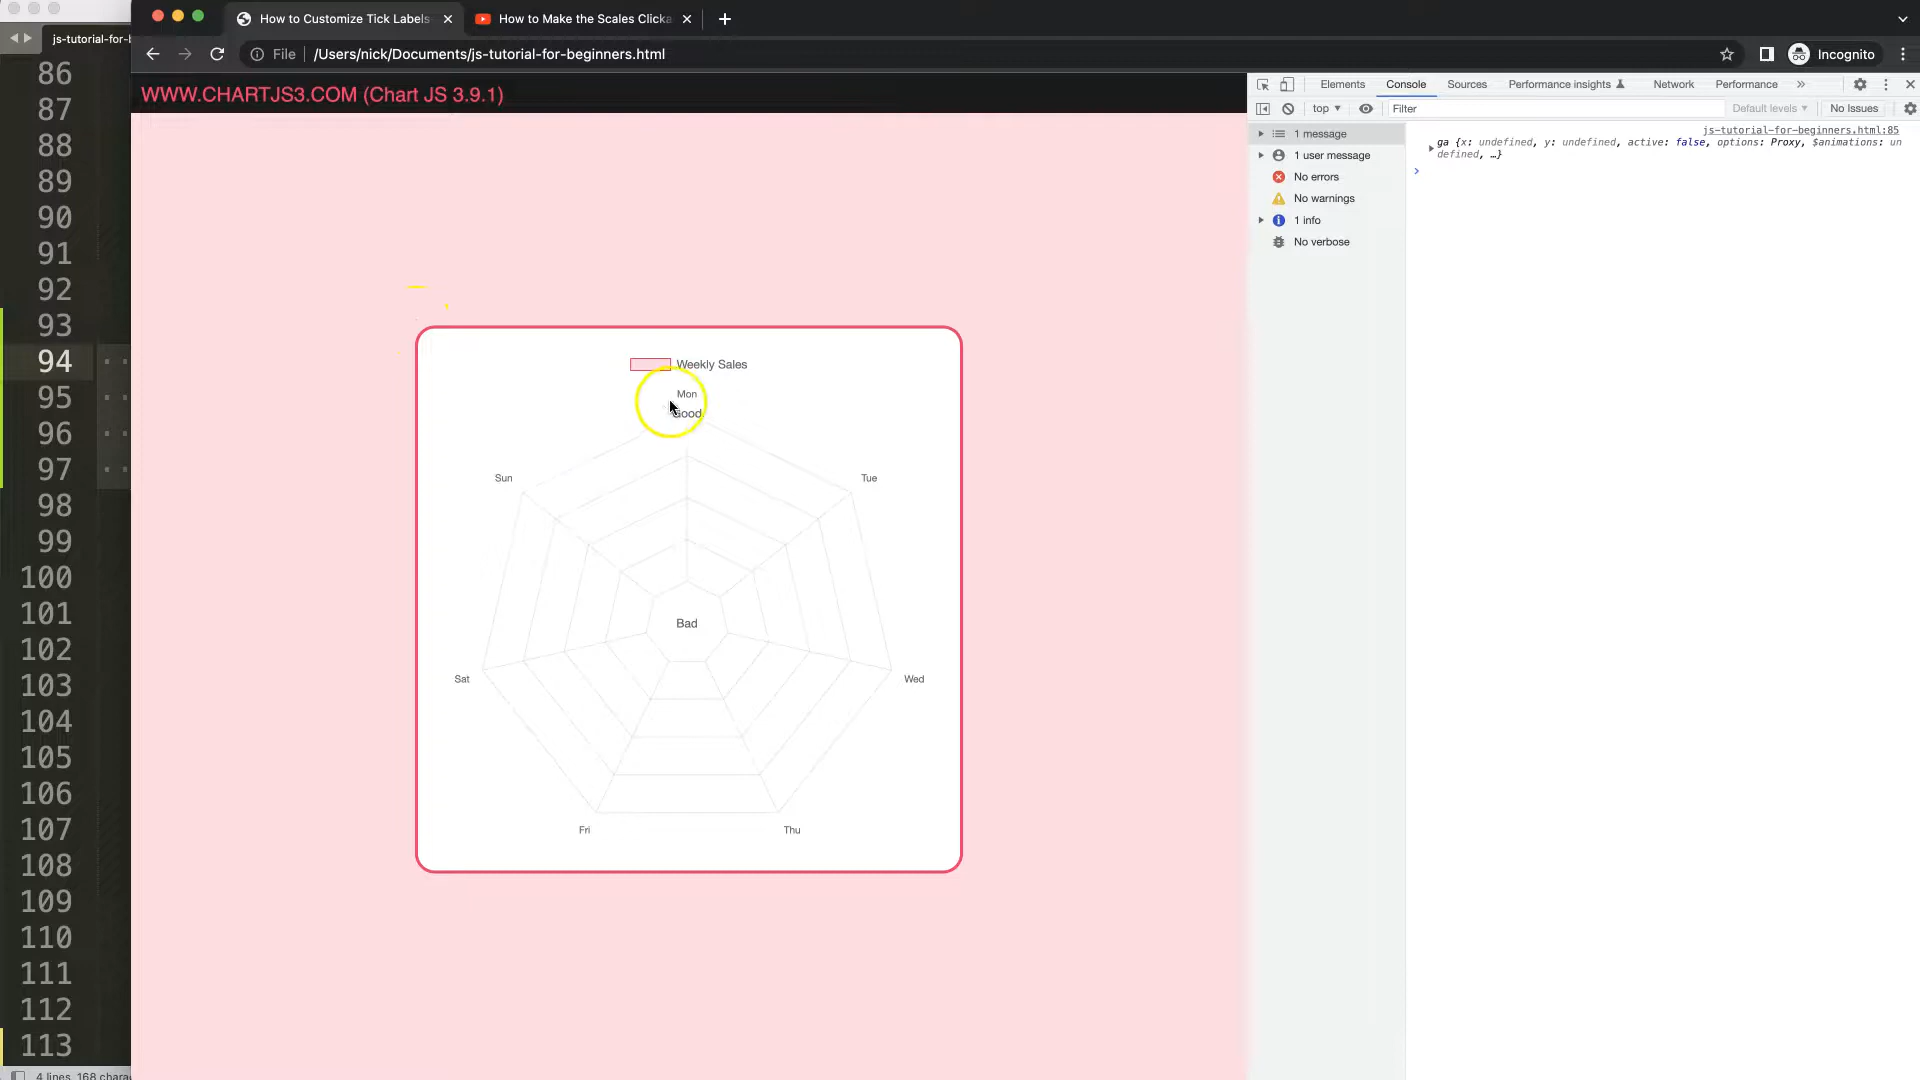 js-tutorial-for-b
How to Customize Tick Labels
How to Make the Scales Clicka
File
/Users/nick/Documents/js-tutorial-for-beginners.html
Incognito
WWW.CHARTJS3.COM (Chart JS 3.9.1)
Elements
Console
Sources
Performance insights
Network
Performance
top
Filter
Default levels
No Issues
1 message
1 user message
No errors
No warnings
1 info
No verbose
js-tutorial-for-beginners.html:85
ga {x: undefined, y: undefined, active: false, options: Proxy, $animations: un
defined, …}
86
87
88
89
90
91
92
93
94
95
96
97
98
99
100
101
102
103
104
105
106
107
108
109
110
111
112
113
Weekly Sales
Mon
Good
Sun
Tue
Bad
Sat
Wed
Fri
Thu
4 lines, 168 chara